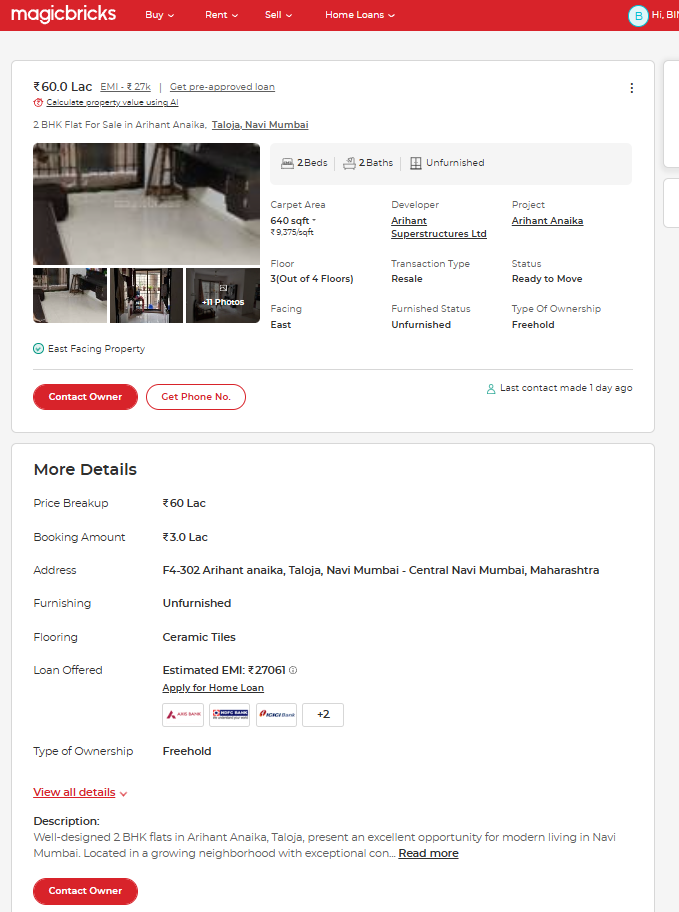 magicbricks
Buy Rent Sell Home Loans
B Hi, BI
₹60.0 Lac EMI - ₹ 27k | Get pre-approved loan
Calculate property value using AI
2 BHK Flat For Sale in Arihant Anaika, Taloja, Navi Mumbai
2 Beds 2 Baths Unfurnished
Carpet Area Developer Project
640 sqft Arihant Arihant Anaika
₹9,375/sqft Superstructures Ltd
Floor Transaction Type Status
3(Out of 4 Floors) Resale Ready to Move
+11 Photos
Facing Furnished Status Type Of Ownership
East Unfurnished Freehold
East Facing Property
Contact Owner Get Phone No. Last contact made 1 day ago
More Details
Price Breakup ₹60 Lac
Booking Amount ₹3.0 Lac
Address F4-302 Arihant anaika, Taloja, Navi Mumbai - Central Navi Mumbai, Maharashtra
Furnishing Unfurnished
Flooring Ceramic Tiles
Loan Offered Estimated EMI: ₹27061
Apply for Home Loan
AXIS BANK HDFC BANK ICICI Bank +2
We understand your world
Type of Ownership Freehold
View all details
Description:
Well-designed 2 BHK flats in Arihant Anaika, Taloja, present an excellent opportunity for modern living in Navi
Mumbai. Located in a growing neighborhood with exceptional con... Read more
Contact Owner